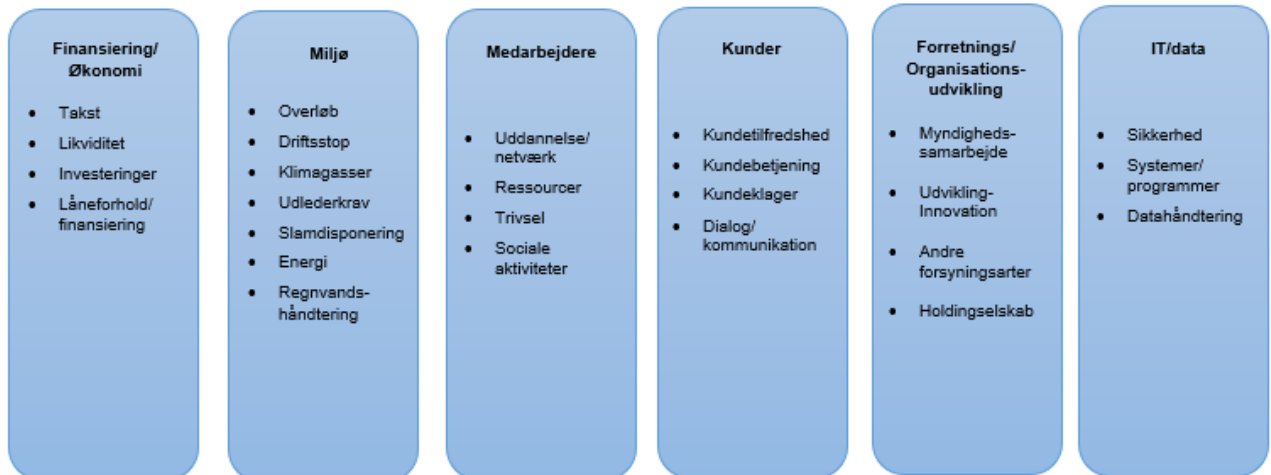 Finansiering/
Økonomi
• Takst
• Likviditet
• Investeringer
• Låneforhold/
finansiering
Miljø
• Overløb
• Driftsstop
• Klimagasser
• Udlederkrav
• Slamdisponering
• Energi
• Regnvands-
håndtering
Medarbejdere
• Uddannelse/
netværk
• Ressourcer
• Trivsel
• Sociale
aktiviteter
Kunder
• Kundetilfredshed
• Kundebetjening
• Kundeklager
• Dialog/
kommunikation
Forretnings/
Organisations-
udvikling
• Myndigheds-
samarbejde
• Udvikling-
Innovation
• Andre
forsyningsarter
• Holdingselskab
IT/data
• Sikkerhed
• Systemer/
programmer
• Datahåndtering